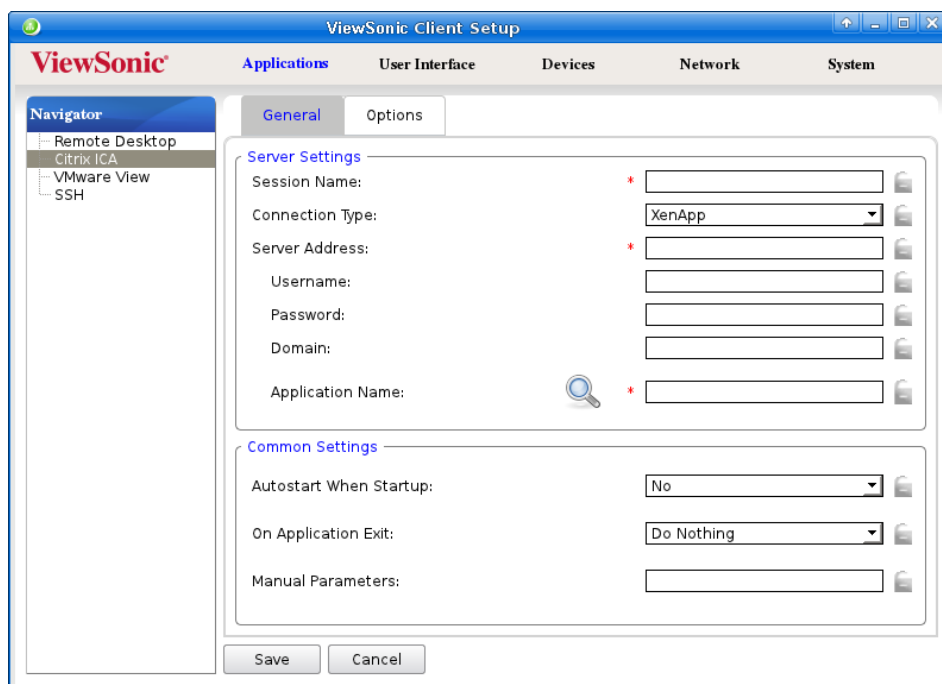 ViewSonic Client Setup
ViewSonic®
Applications User Interface Devices Network System
Navigator
Remote Desktop
Citrix ICA
VMware View
SSH
General Options
Server Settings
Session Name: *
Connection Type: XenApp
Server Address: *
Username:
Password:
Domain:
Application Name: *
Common Settings
Autostart When Startup: No
On Application Exit: Do Nothing
Manual Parameters:
Save Cancel